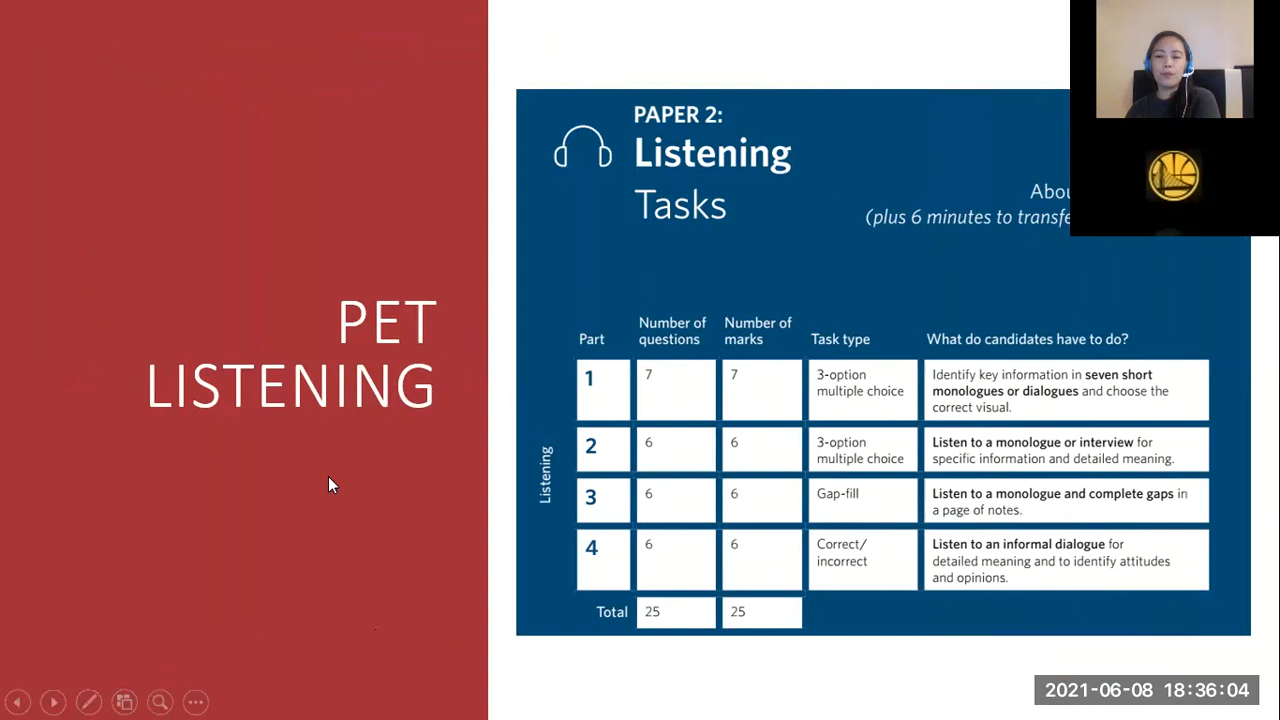 PET
LISTENING
PAPER 2:
Listening
Tasks
(plus 6 minutes to
Part
Number of
questions
Number of
marks
Task type
What do candidates have to do?
Listening
1
7
7
3-option
multiple choice
Identify key information in seven short
monologues or dialogues and choose the
correct visual.
2
6
6
3-option
multiple choice
Listen to a monologue or interview for
specific information and detailed meaning.
3
6
6
Gap-fill
Listen to a monologue and complete gaps in
a page of notes.
4
6
6
Correct/
incorrect
Listen to an informal dialogue for
detailed meaning and to identify attitudes
and opinions.
Total
25
25
2021-06-08 18:36:04